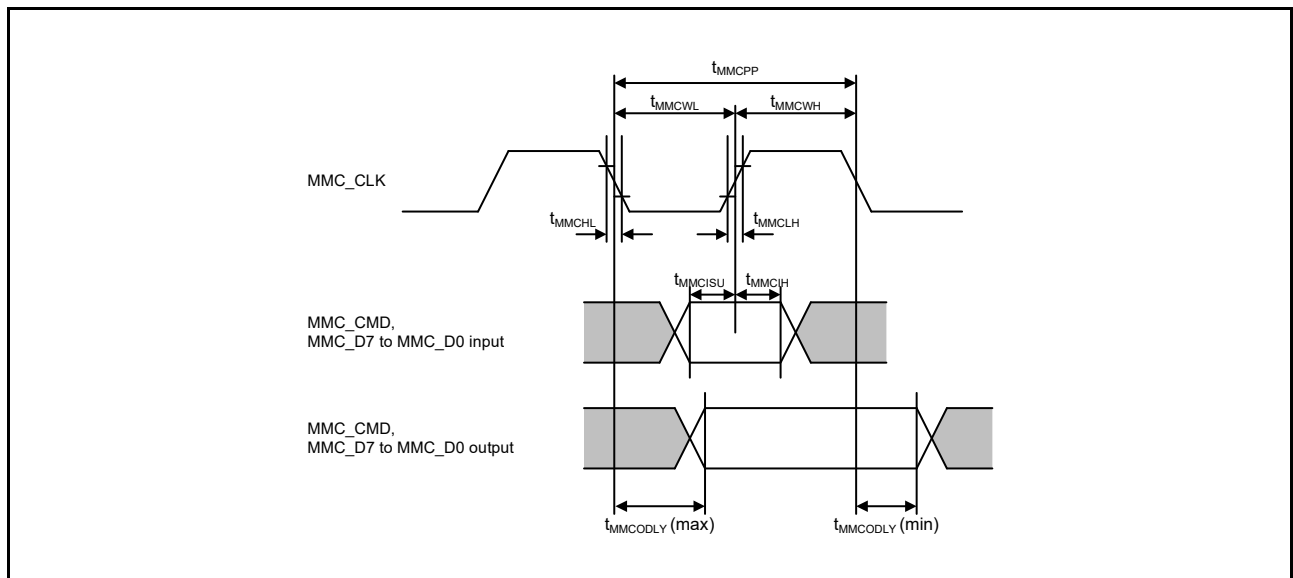 tMMCPP
tMMCWL
tMMCWH
MMC_CLK
tMMCHL
tMMCLH
tMMCISU
tMMCIH
MMC_CMD,
MMC_D7 to MMC_D0 input
MMC_CMD,
MMC_D7 to MMC_D0 output
tMMCODLY (max)
tMMCODLY (min)